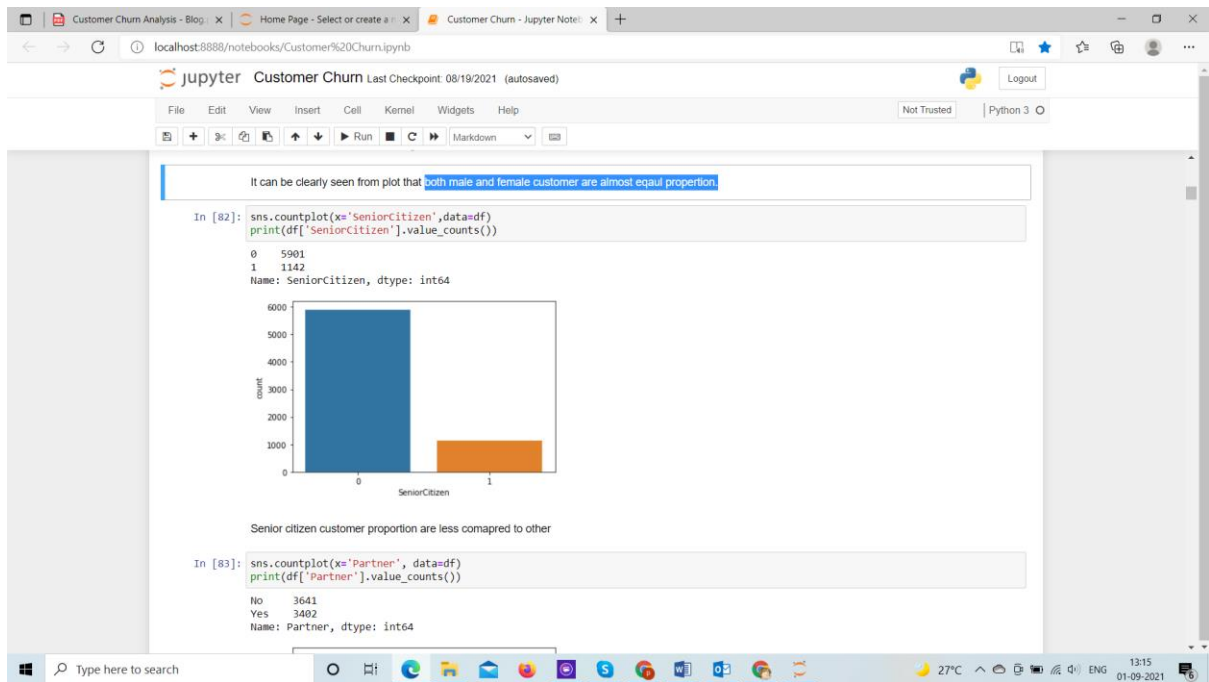 Customer Churn Analysis - Blog.
Home Page - Select or create a n
Customer Churn - Jupyter Noteb
localhost:8888/notebooks/Customer%20Churn.ipynb
jupyter Customer Churn Last Checkpoint: 08/19/2021 (autosaved)
Logout
File Edit View Insert Cell Kernel Widgets Help
Not Trusted
Python 3
Run
Markdown
It can be clearly seen from plot that both male and female customer are almost eqaul propertion.
In [82]: sns.countplot(x='SeniorCitizen',data=df)
print(df['SeniorCitizen'].value_counts())
0 5901
1 1142
Name: SeniorCitizen, dtype: int64
6000
5000
4000
3000
2000
1000
0
count
0 1
SeniorCitizen
Senior citizen customer proportion are less comapred to other
In [83]: sns.countplot(x='Partner', data=df)
print(df['Partner'].value_counts())
No 3641
Yes 3402
Name: Partner, dtype: int64
Type here to search
27°C
ENG
13:15
01-09-2021
6